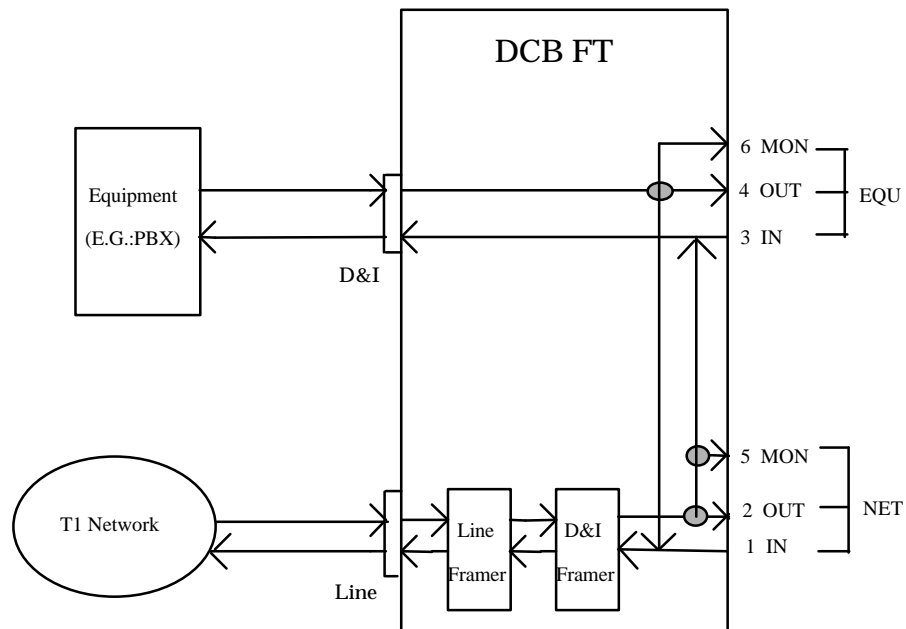 DCB FT
6 MON
4 OUT
EQU
3 IN
Equipment
(E.G.:PBX)
D&I
5 MON
2 OUT
NET
1 IN
T1 Network
Line
Framer
D&I
Framer
Line